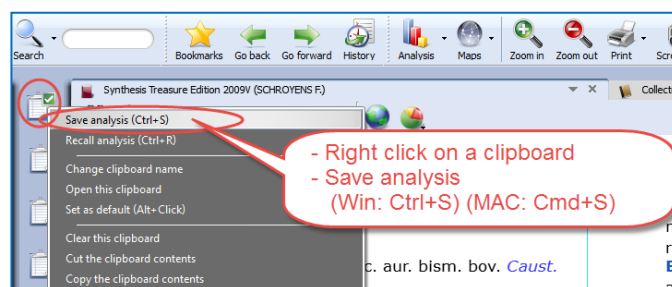 Search
Bookmarks Go back Go forward History Analysis Maps Zoom in Zoom out Print
Synthesis Treasure Edition 2009V (SCHROYENS F.)
Collect
Save analysis (Ctrl+S)
Recall analysis (Ctrl+R)
Change clipboard name
Open this clipboard
Set as default (Alt+Click)
Clear this clipboard
Cut the clipboard contents
Copy the clipboard contents
- Right click on a clipboard
- Save analysis
(Win: Ctrl+S) (MAC: Cmd+S)
c. aur. bism. bov. Caust.